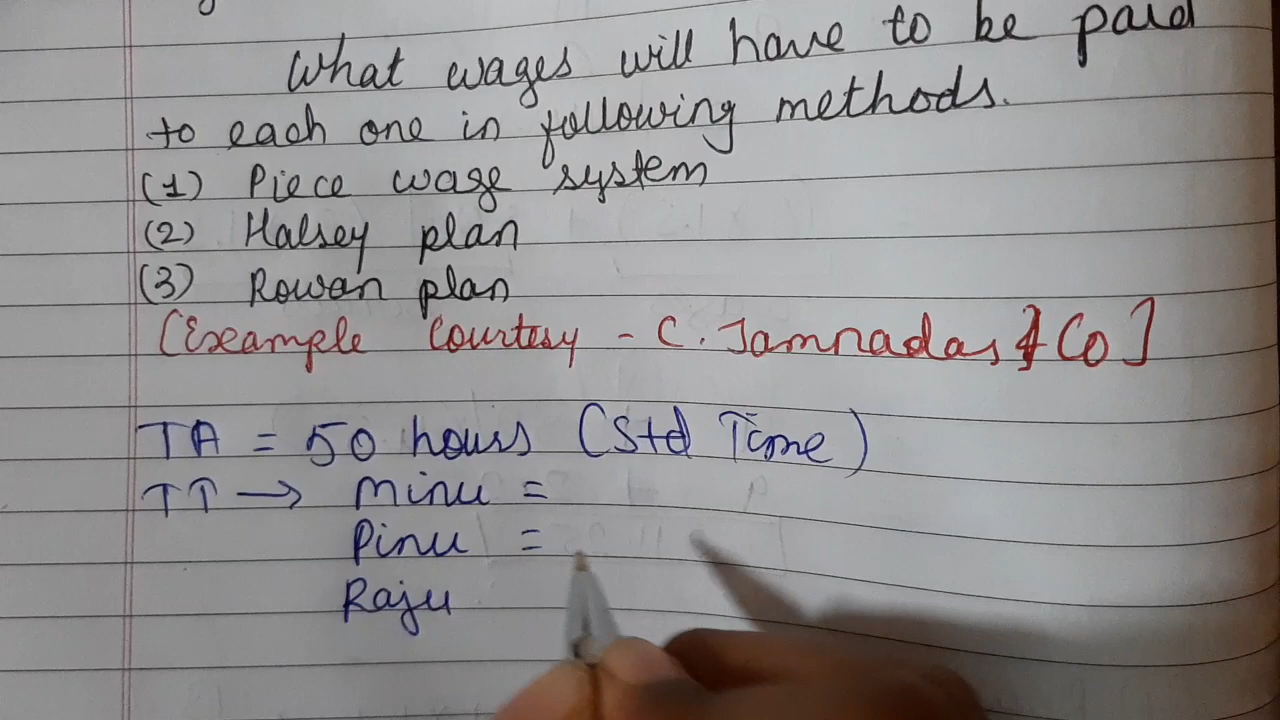 What wages will have to be paid
to each one in following methods.
(1) Piece wage system
(2) Halsey plan
(3) Rowan plan
[Example Courtesy - C. Jamnadas & Co]
TA = 50 hours (Std Time)
TT → Minu =
Pinu =
Raju